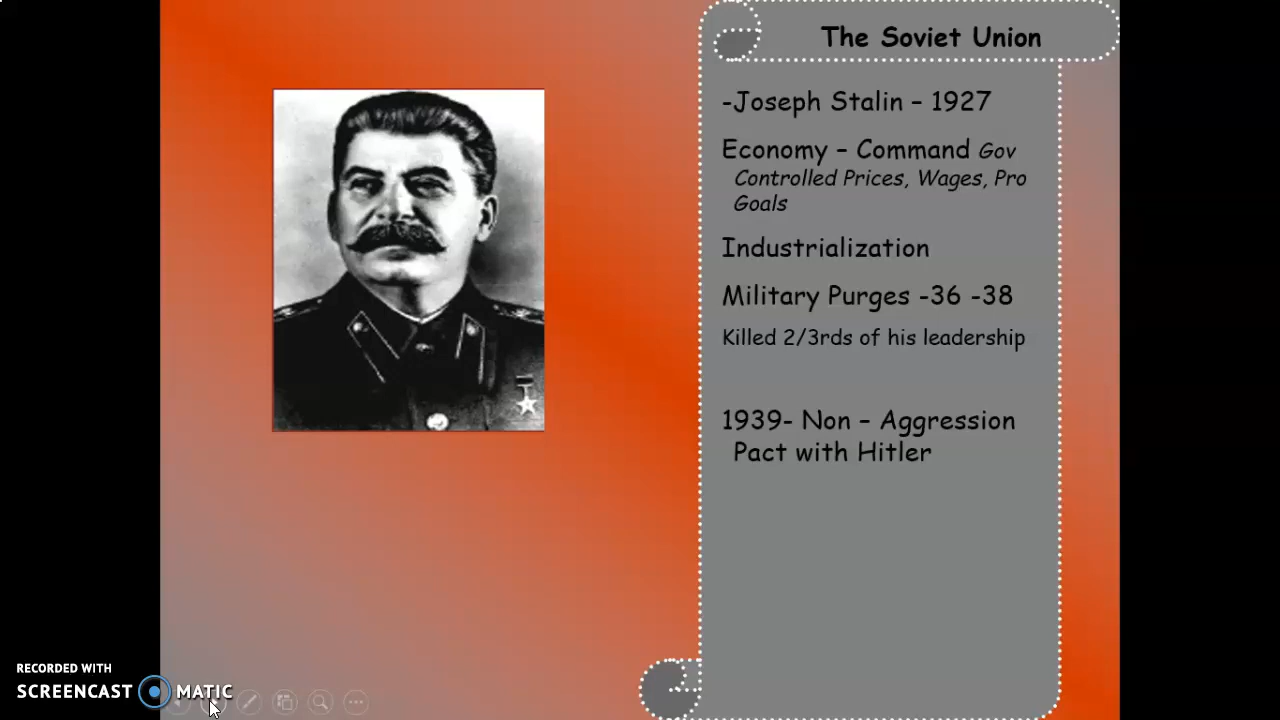 The Soviet Union
-Joseph Stalin – 1927
Economy – Command Gov
Controlled Prices, Wages, Pro
Goals
Industrialization
Military Purges -36 -38
Killed 2/3rds of his leadership
1939- Non – Aggression
Pact with Hitler
RECORDED WITH
SCREENCAST MATIC